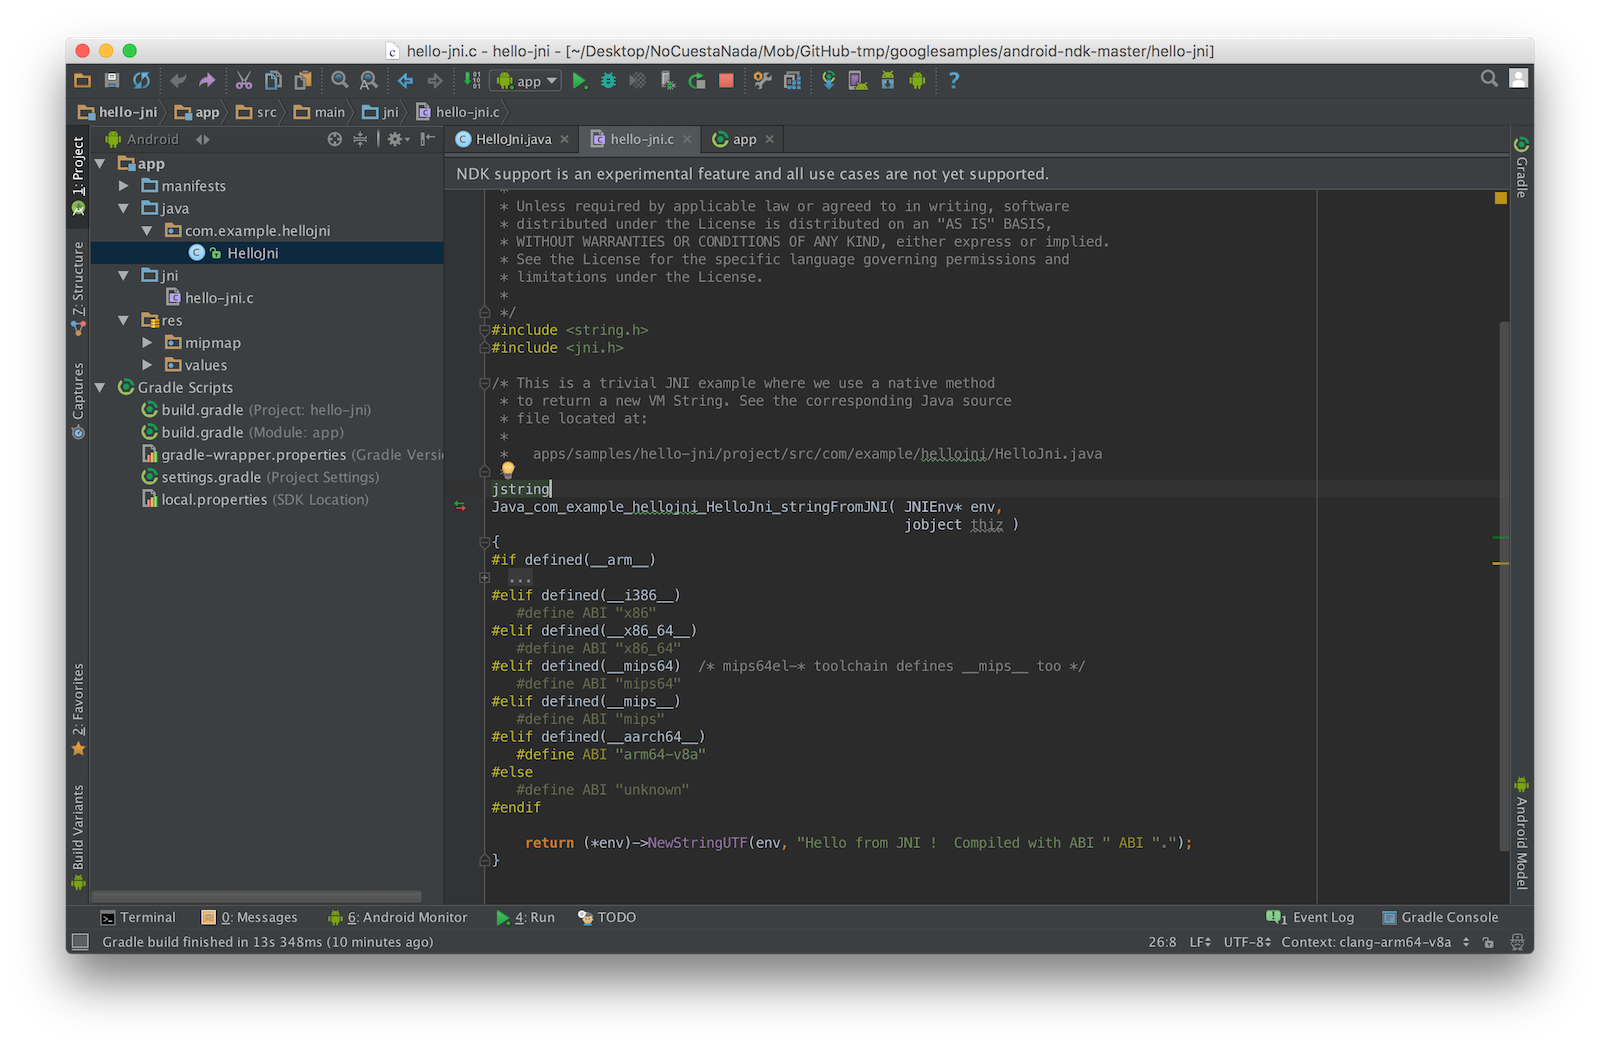 hello-jni.c - hello-jni - [~/Desktop/NoCuestaNada/Mob/GitHub-tmp/googlesamples/android-ndk-master/hello-jni]
app
hello-jni app src main jni hello-jni.c
Android
HelloJni.java hello-jni.c app
NDK support is an experimental feature and all use cases are not yet supported.
1: Project
Z: Structure
Captures
2: Favorites
Build Variants
app
manifests
java
com.example.hellojni
HelloJni
jni
hello-jni.c
res
mipmap
values
Gradle Scripts
build.gradle (Project: hello-jni)
build.gradle (Module: app)
gradle-wrapper.properties (Gradle Versi
settings.gradle (Project Settings)
local.properties (SDK Location)
*
* Unless required by applicable law or agreed to in writing, software
* distributed under the License is distributed on an "AS IS" BASIS,
* WITHOUT WARRANTIES OR CONDITIONS OF ANY KIND, either express or implied.
* See the License for the specific language governing permissions and
* limitations under the License.
*
*/
#include <string.h>
#include <jni.h>
/* This is a trivial JNI example where we use a native method
* to return a new VM String. See the corresponding Java source
* file located at:
*
*   apps/samples/hello-jni/project/src/com/example/hellojni/HelloJni.java
jstring
Java_com_example_hellojni_HelloJni_stringFromJNI( JNIEnv* env,
jobject thiz )
{
#if defined(__arm__)
...
#elif defined(__i386__)
#define ABI "x86"
#elif defined(__x86_64__)
#define ABI "x86_64"
#elif defined(__mips64)  /* mips64el-* toolchain defines __mips__ too */
#define ABI "mips64"
#elif defined(__mips__)
#define ABI "mips"
#elif defined(__aarch64__)
#define ABI "arm64-v8a"
#else
#define ABI "unknown"
#endif
return (*env)->NewStringUTF(env, "Hello from JNI !  Compiled with ABI " ABI ".");
}
Gradle
Android Model
Terminal 0: Messages 6: Android Monitor 4: Run TODO 1 Event Log Gradle Console
Gradle build finished in 13s 348ms (10 minutes ago) 26:8 LF UTF-8 Context: clang-arm64-v8a